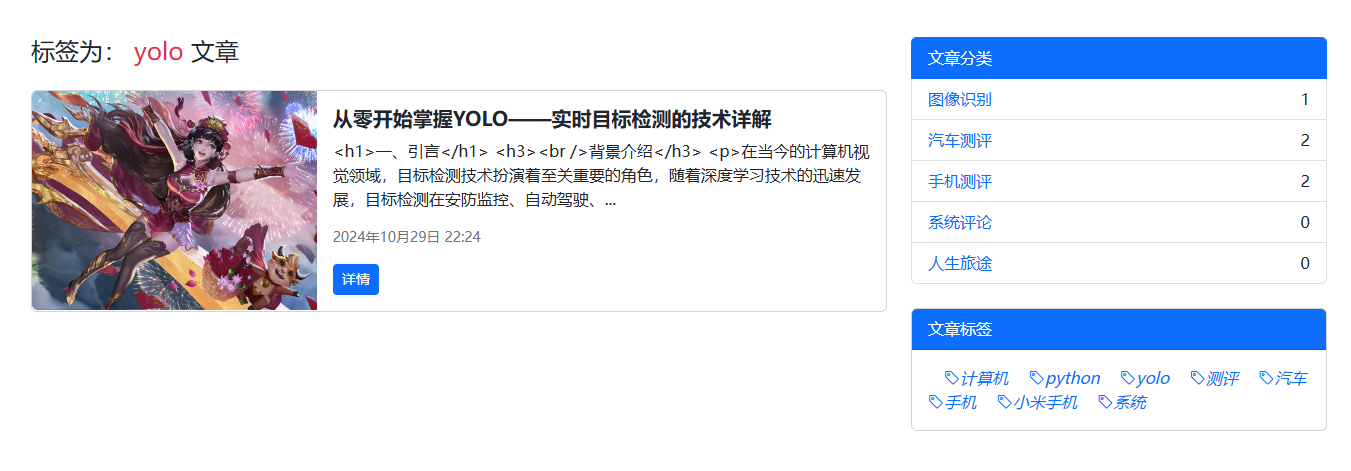 标签为： yolo 文章
从零开始掌握YOLO——实时目标检测的技术详解
<h1>一、引言</h1> <h3><br />背景介绍</h3> <p>在当今的计算机视
觉领域，目标检测技术扮演着至关重要的角色，随着深度学习技术的迅速发
展，目标检测在安防监控、自动驾驶、...
2024年10月29日 22:24
详情
文章分类
图像识别 1
汽车测评 2
手机测评 2
系统评论 0
人生旅途 0
文章标签
计算机 python yolo 测评 汽车
手机 小米手机 系统